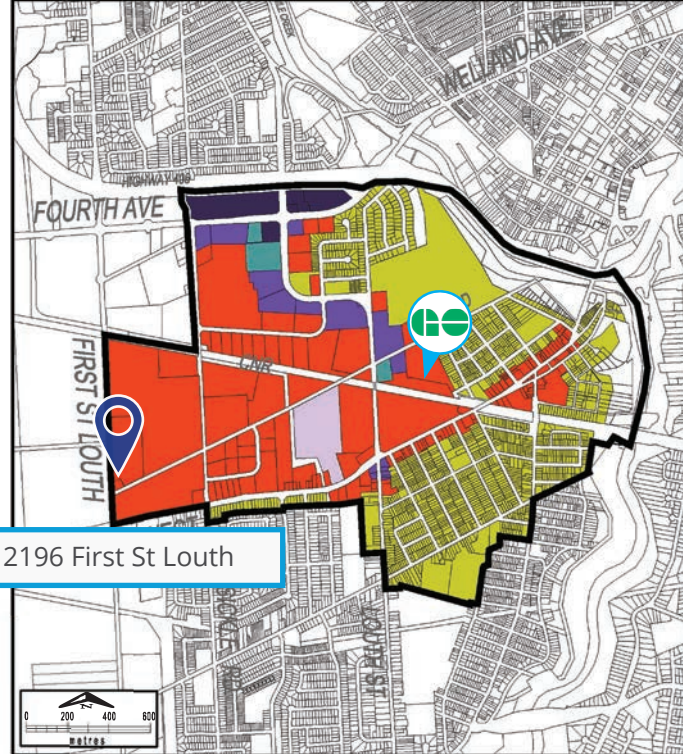 WELLAND AVE
HIGHWAY 406
FOURTH AVE
GO
CNR
FIRST ST LOUTH
2196 First St Louth
LOUTH ST
0 200 400 600
metres